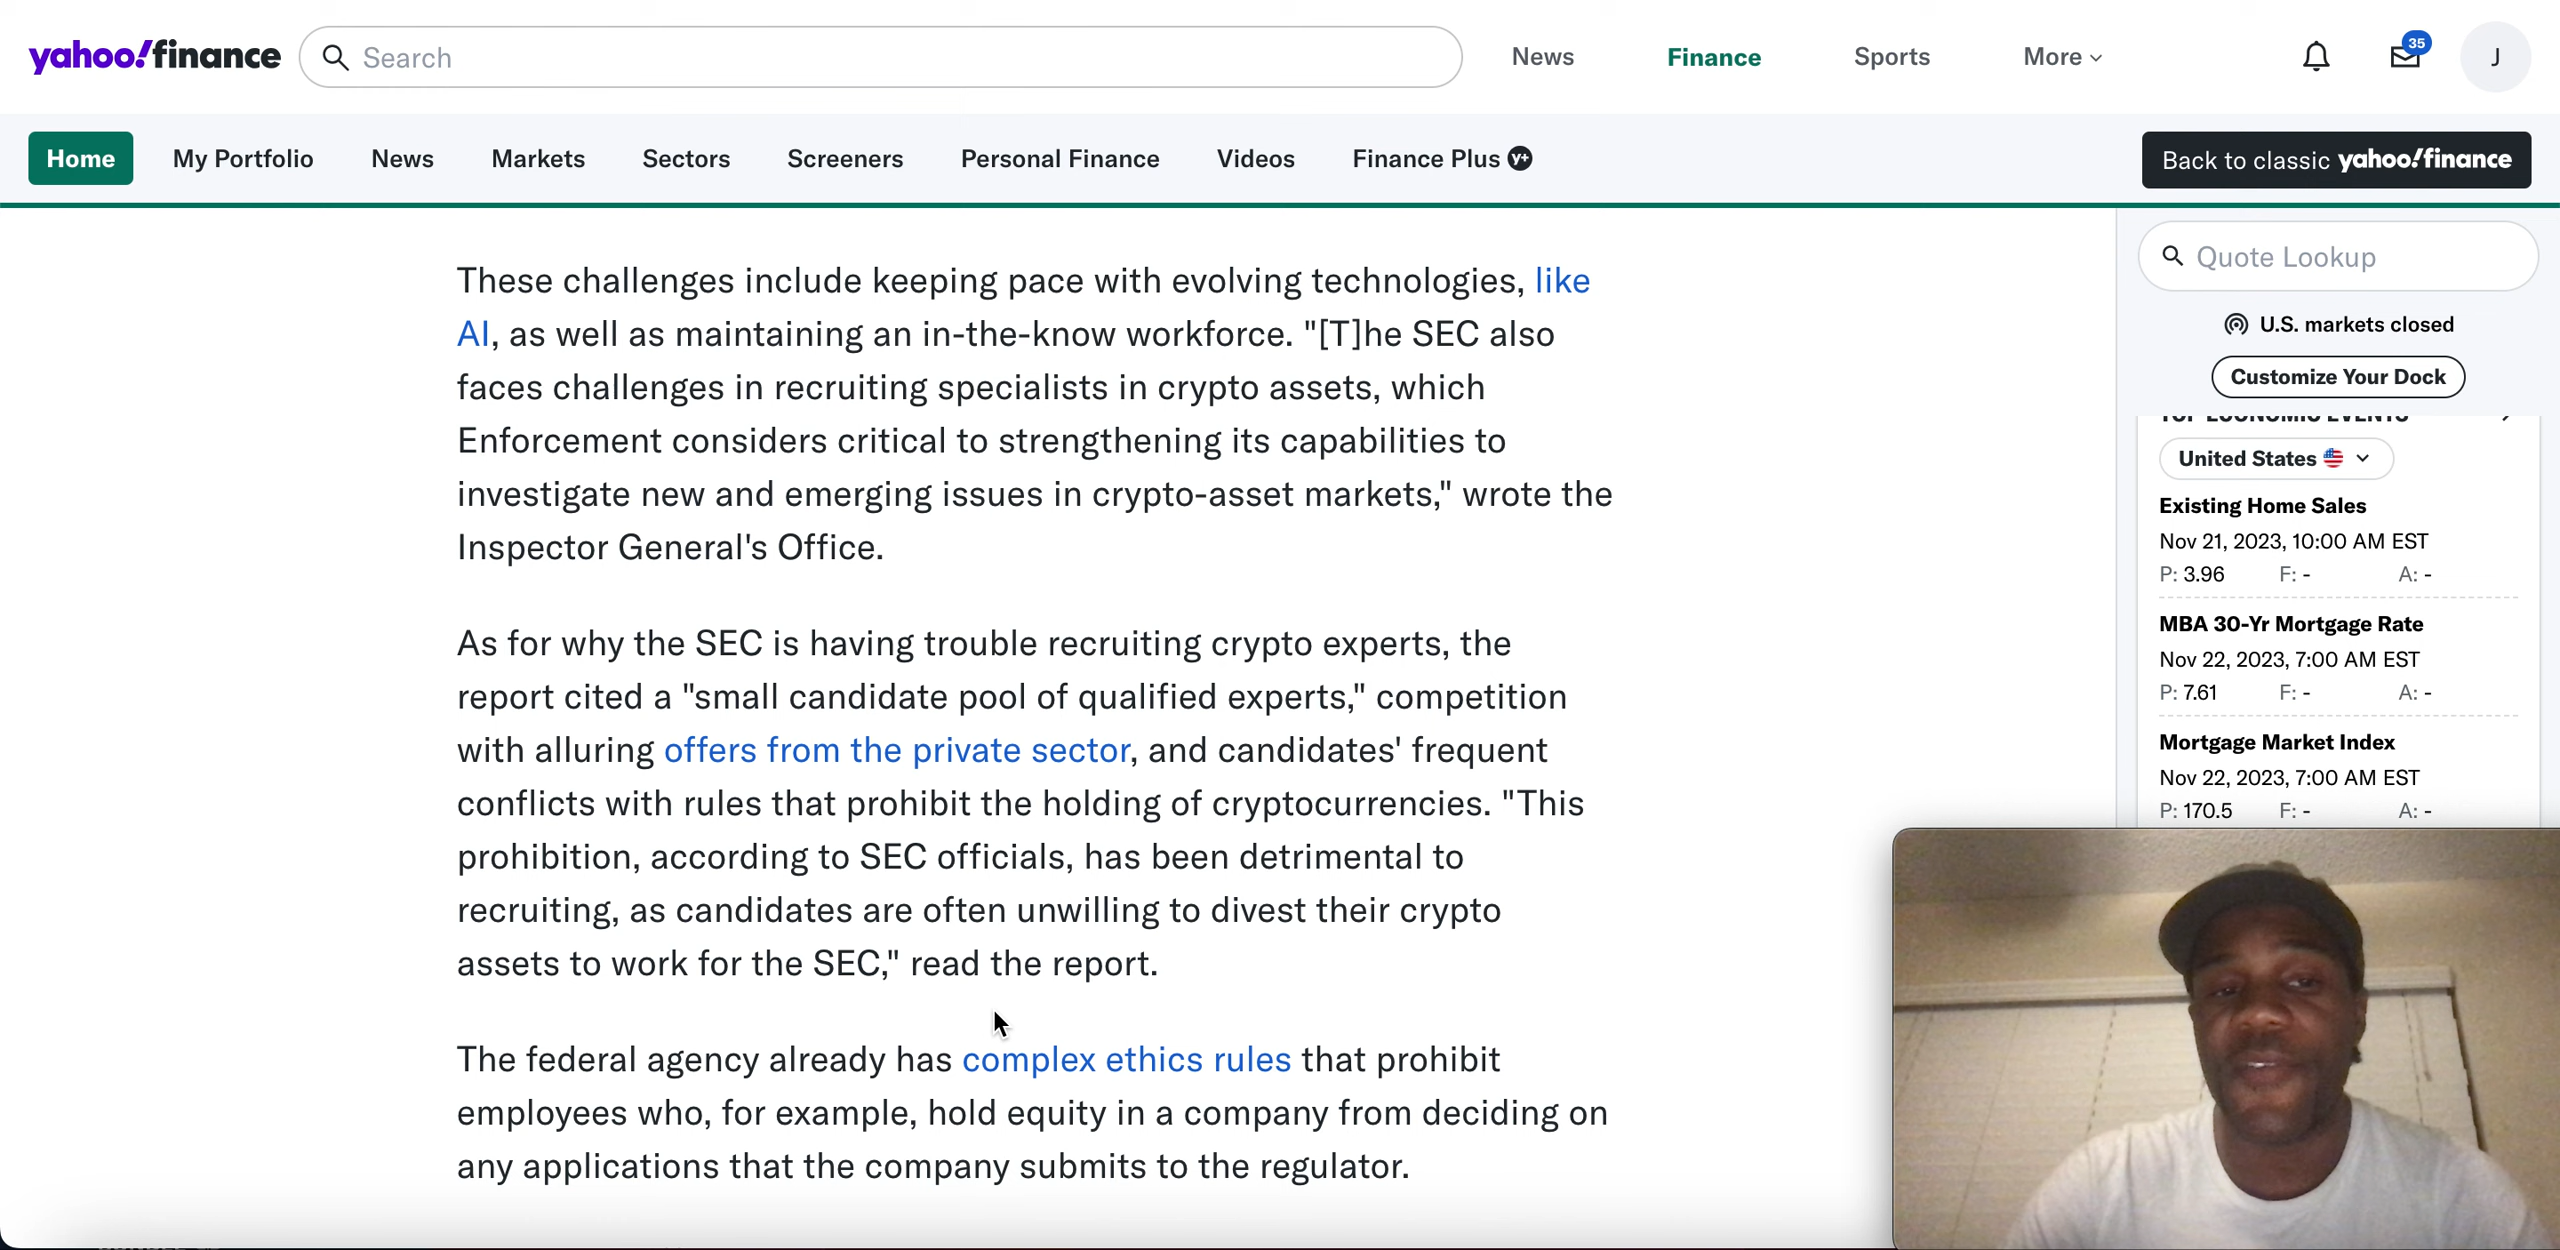 yahoo!finance
Search
News
Finance
Sports
More
35
J
Home
My Portfolio
News
Markets
Sectors
Screeners
Personal Finance
Videos
Finance Plus y+
Back to classic yahoo!finance
These challenges include keeping pace with evolving technologies, like
AI, as well as maintaining an in-the-know workforce. "[T]he SEC also
faces challenges in recruiting specialists in crypto assets, which
Enforcement considers critical to strengthening its capabilities to
investigate new and emerging issues in crypto-asset markets," wrote the
Inspector General's Office.
As for why the SEC is having trouble recruiting crypto experts, the
report cited a "small candidate pool of qualified experts," competition
with alluring offers from the private sector, and candidates' frequent
conflicts with rules that prohibit the holding of cryptocurrencies. "This
prohibition, according to SEC officials, has been detrimental to
recruiting, as candidates are often unwilling to divest their crypto
assets to work for the SEC," read the report.
The federal agency already has complex ethics rules that prohibit
employees who, for example, hold equity in a company from deciding on
any applications that the company submits to the regulator.
Quote Lookup
U.S. markets closed
Customize Your Dock
TOP ECONOMIC EVENTS
United States
Existing Home Sales
Nov 21, 2023, 10:00 AM EST
P: 3.96 F: - A: -
MBA 30-Yr Mortgage Rate
Nov 22, 2023, 7:00 AM EST
P: 7.61 F: - A: -
Mortgage Market Index
Nov 22, 2023, 7:00 AM EST
P: 170.5 F: - A: -